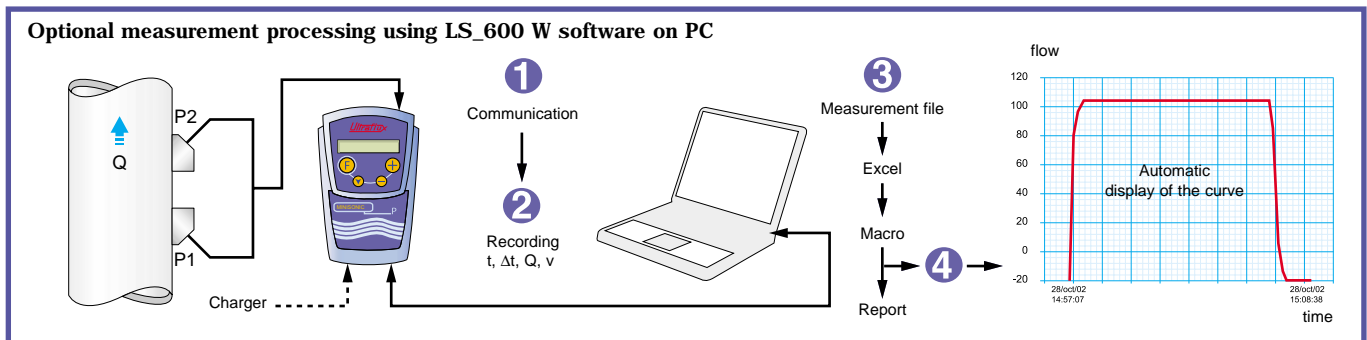 Optional measurement processing using LS_600 W software on PC
P2
Q
P1
Ultraflux
F
+
−
MINISONIC
P
Charger
1
Communication
2
Recording
t, Δt, Q, v
3
Measurement file
Excel
Macro
4
Report
flow
120
100
80
60
40
20
0
-20
Automatic
display of the curve
28/oct/02
14:57:07
28/oct/02
15:08:38
time